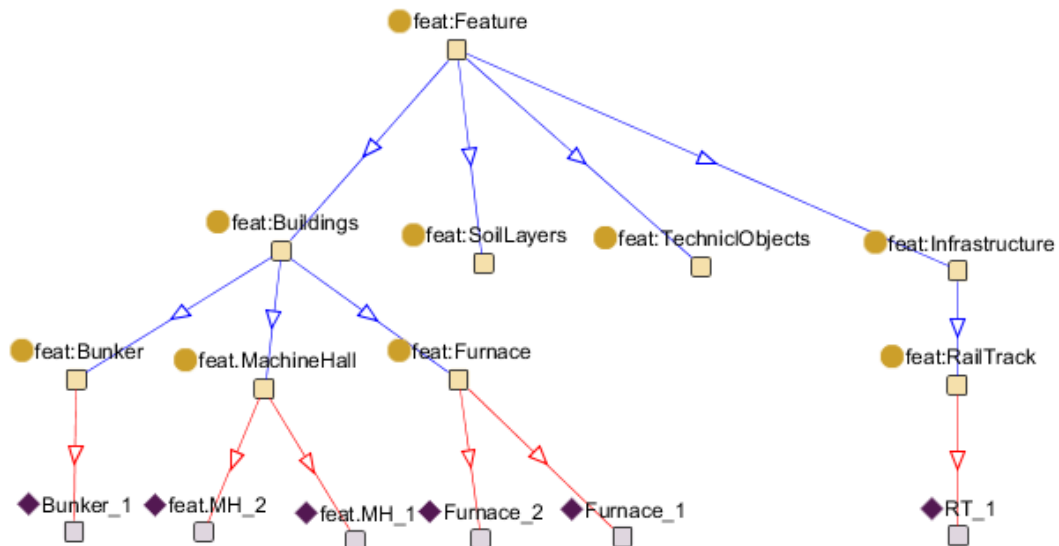 feat:Feature
feat:Buildings
feat:SoilLayers
feat:TechniclObjects
feat:Infrastructure
feat:Bunker
feat.MachineHall
feat:Furnace
feat:RailTrack
Bunker_1
feat.MH_2
feat.MH_1
Furnace_2
Furnace_1
RT_1